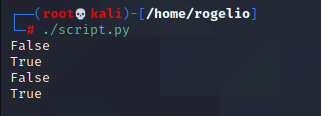 ┌──(root💀kali)-[/home/rogelio]
└─# ./script.py
False
True
False
True